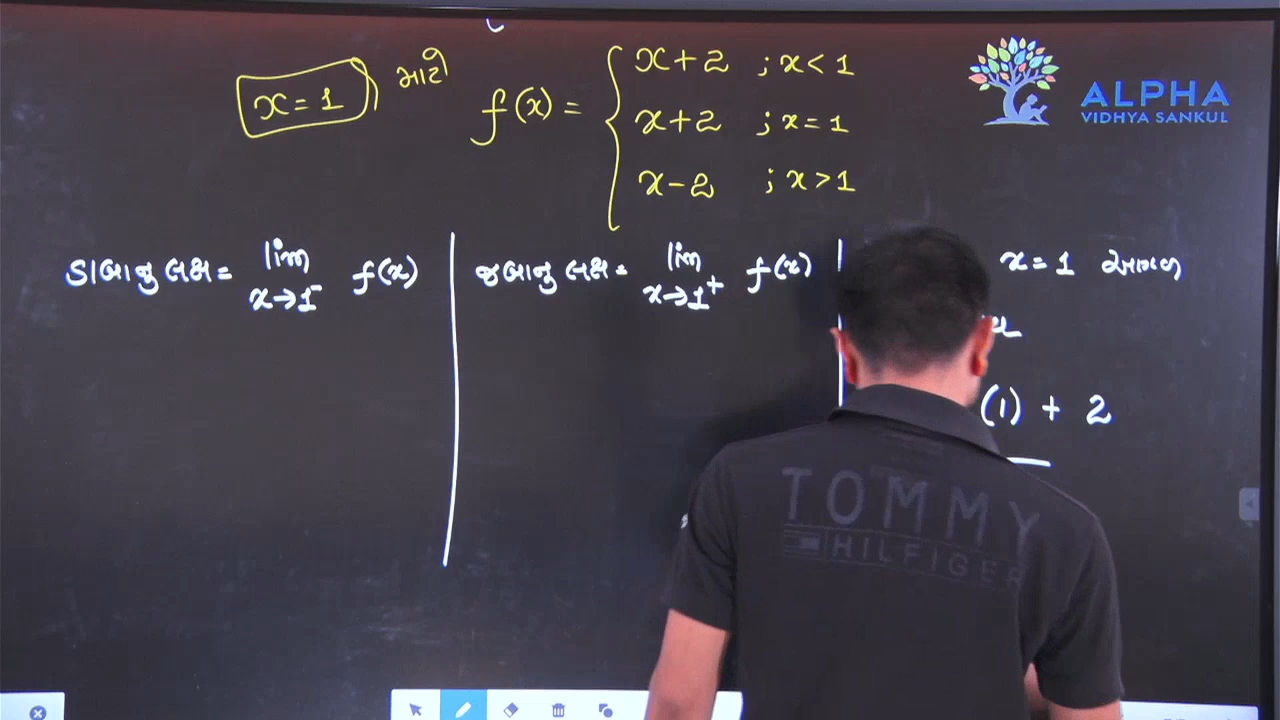 x = 1 માટે
f(x) = { x+2 ; x < 1
x+2 ; x = 1
x-2 ; x > 1
ALPHA
VIDHYA SANKUL
ડાબાનુ લક્ષ = lim x→1⁻ f(x)
જબાનુ લક્ષ = lim x→1⁺ f(x)
x = 1 આગળ
(1) + 2
TOMMY
HILFIGER